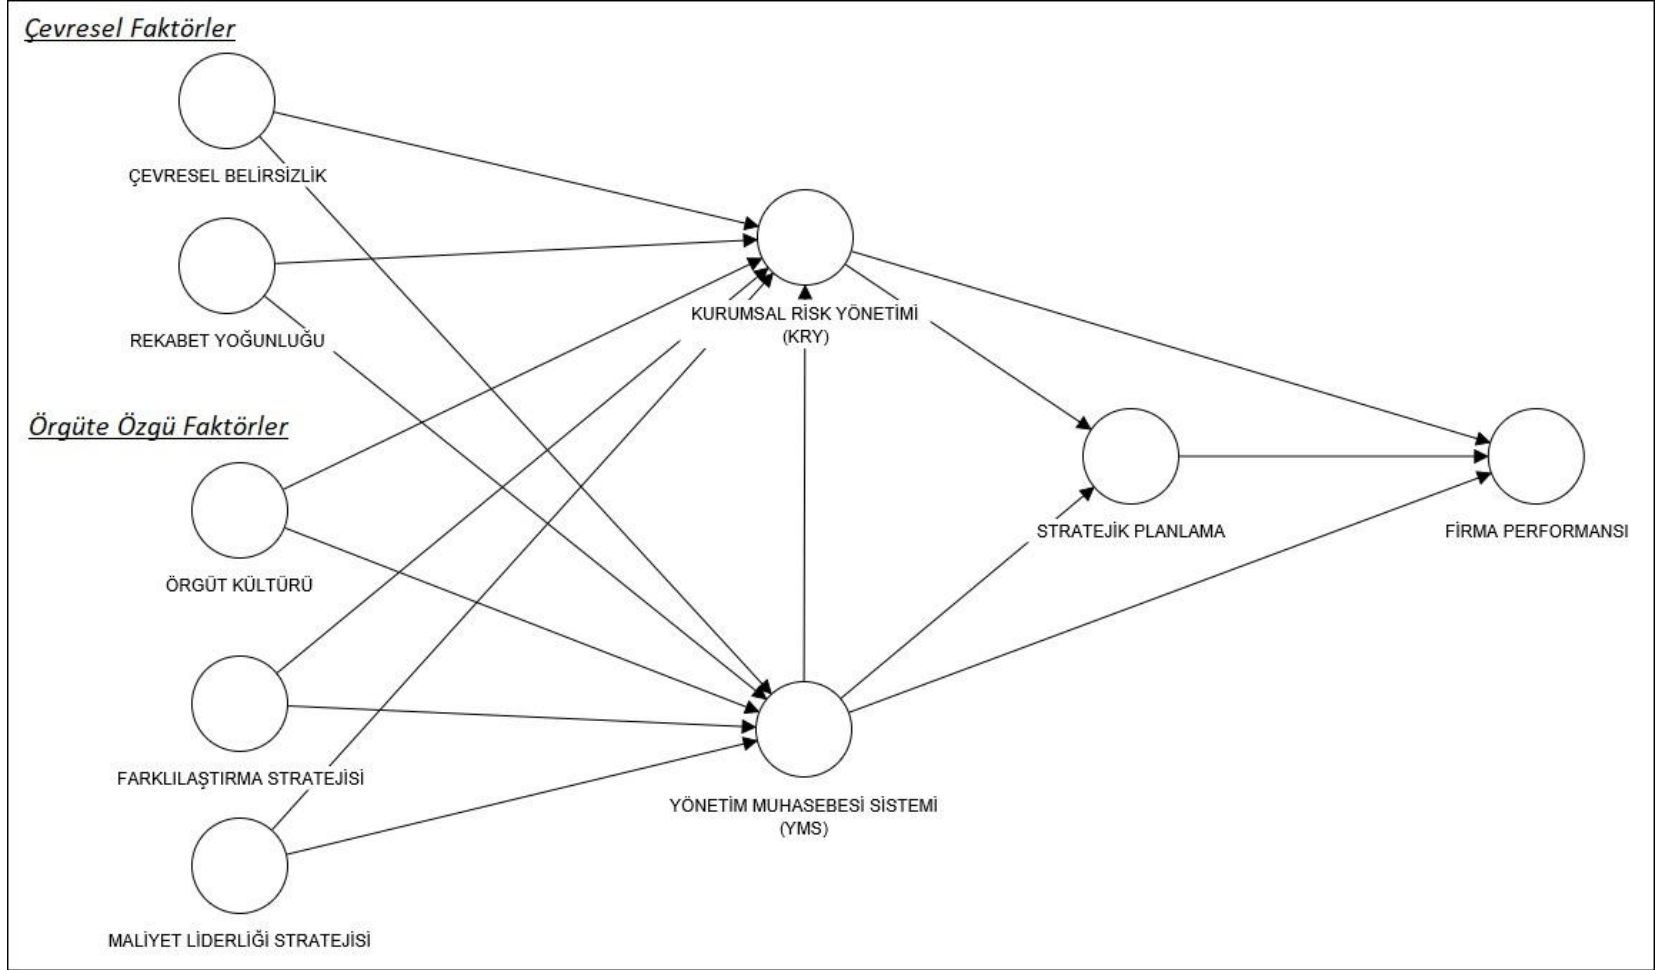 Çevresel Faktörler
ÇEVRESEL BELİRSİZLİK
REKABET YOĞUNLUĞU
KURUMSAL RİSK YÖNETİMİ
(KRY)
Örgüte Özgü Faktörler
STRATEJİK PLANLAMA
FİRMA PERFORMANSI
ÖRGÜT KÜLTÜRÜ
FARKLILAŞTIRMA STRATEJİSİ
YÖNETİM MUHASEBESİ SİSTEMİ
(YMS)
MALİYET LİDERLİĞİ STRATEJİSİ